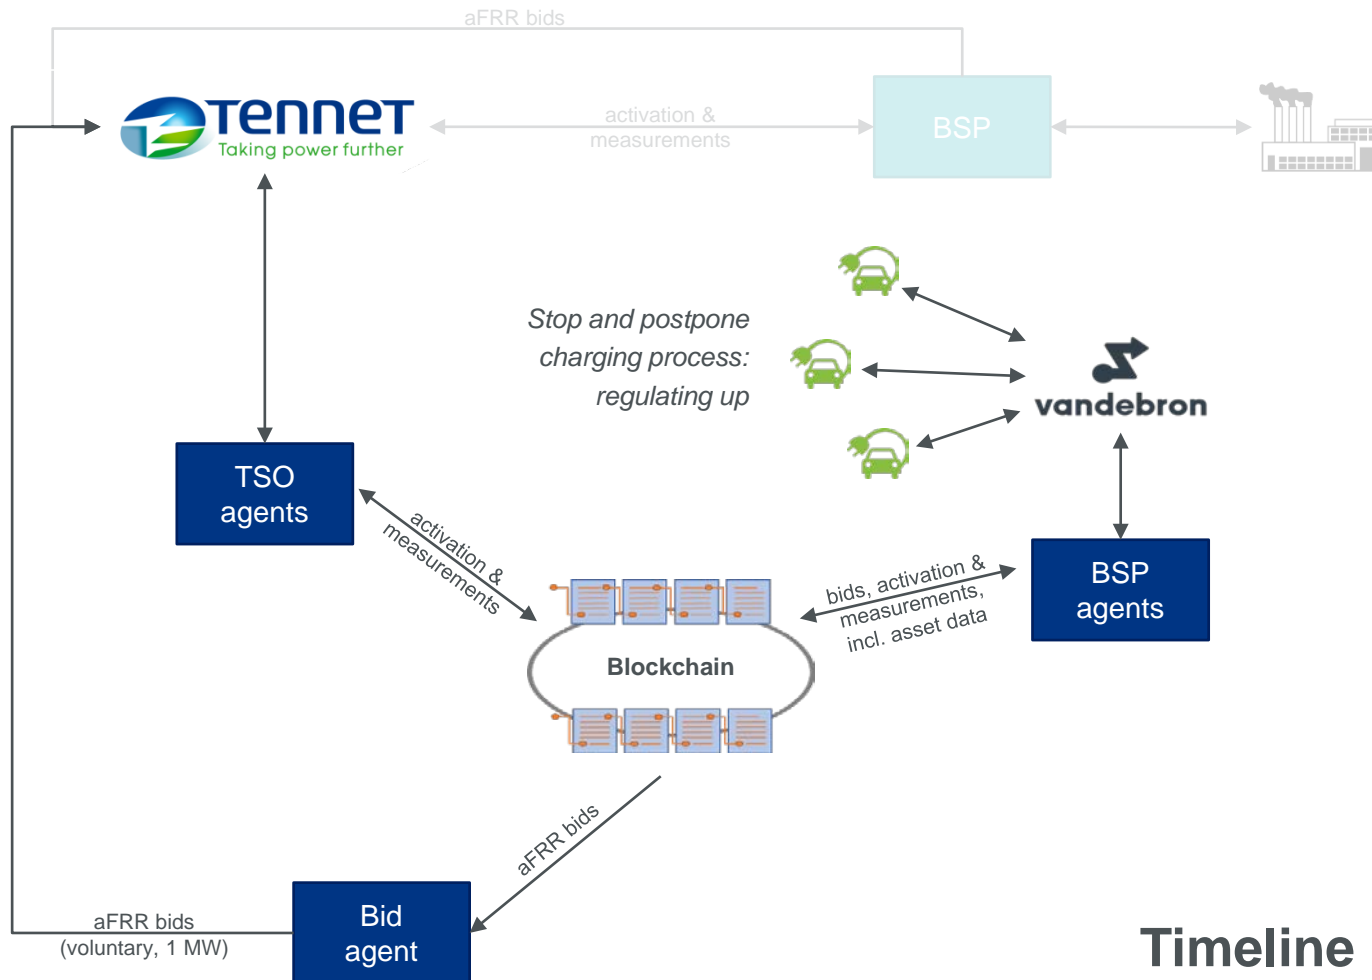 aFRR bids
TenneT
Taking power further
activation &
measurements
BSP
Stop and postpone
charging process:
regulating up
vandebron
TSO
agents
activation &
measurements
bids, activation &
measurements,
incl. asset data
BSP
agents
Blockchain
aFRR bids
aFRR bids
(voluntary, 1 MW)
Bid
agent
Timeline